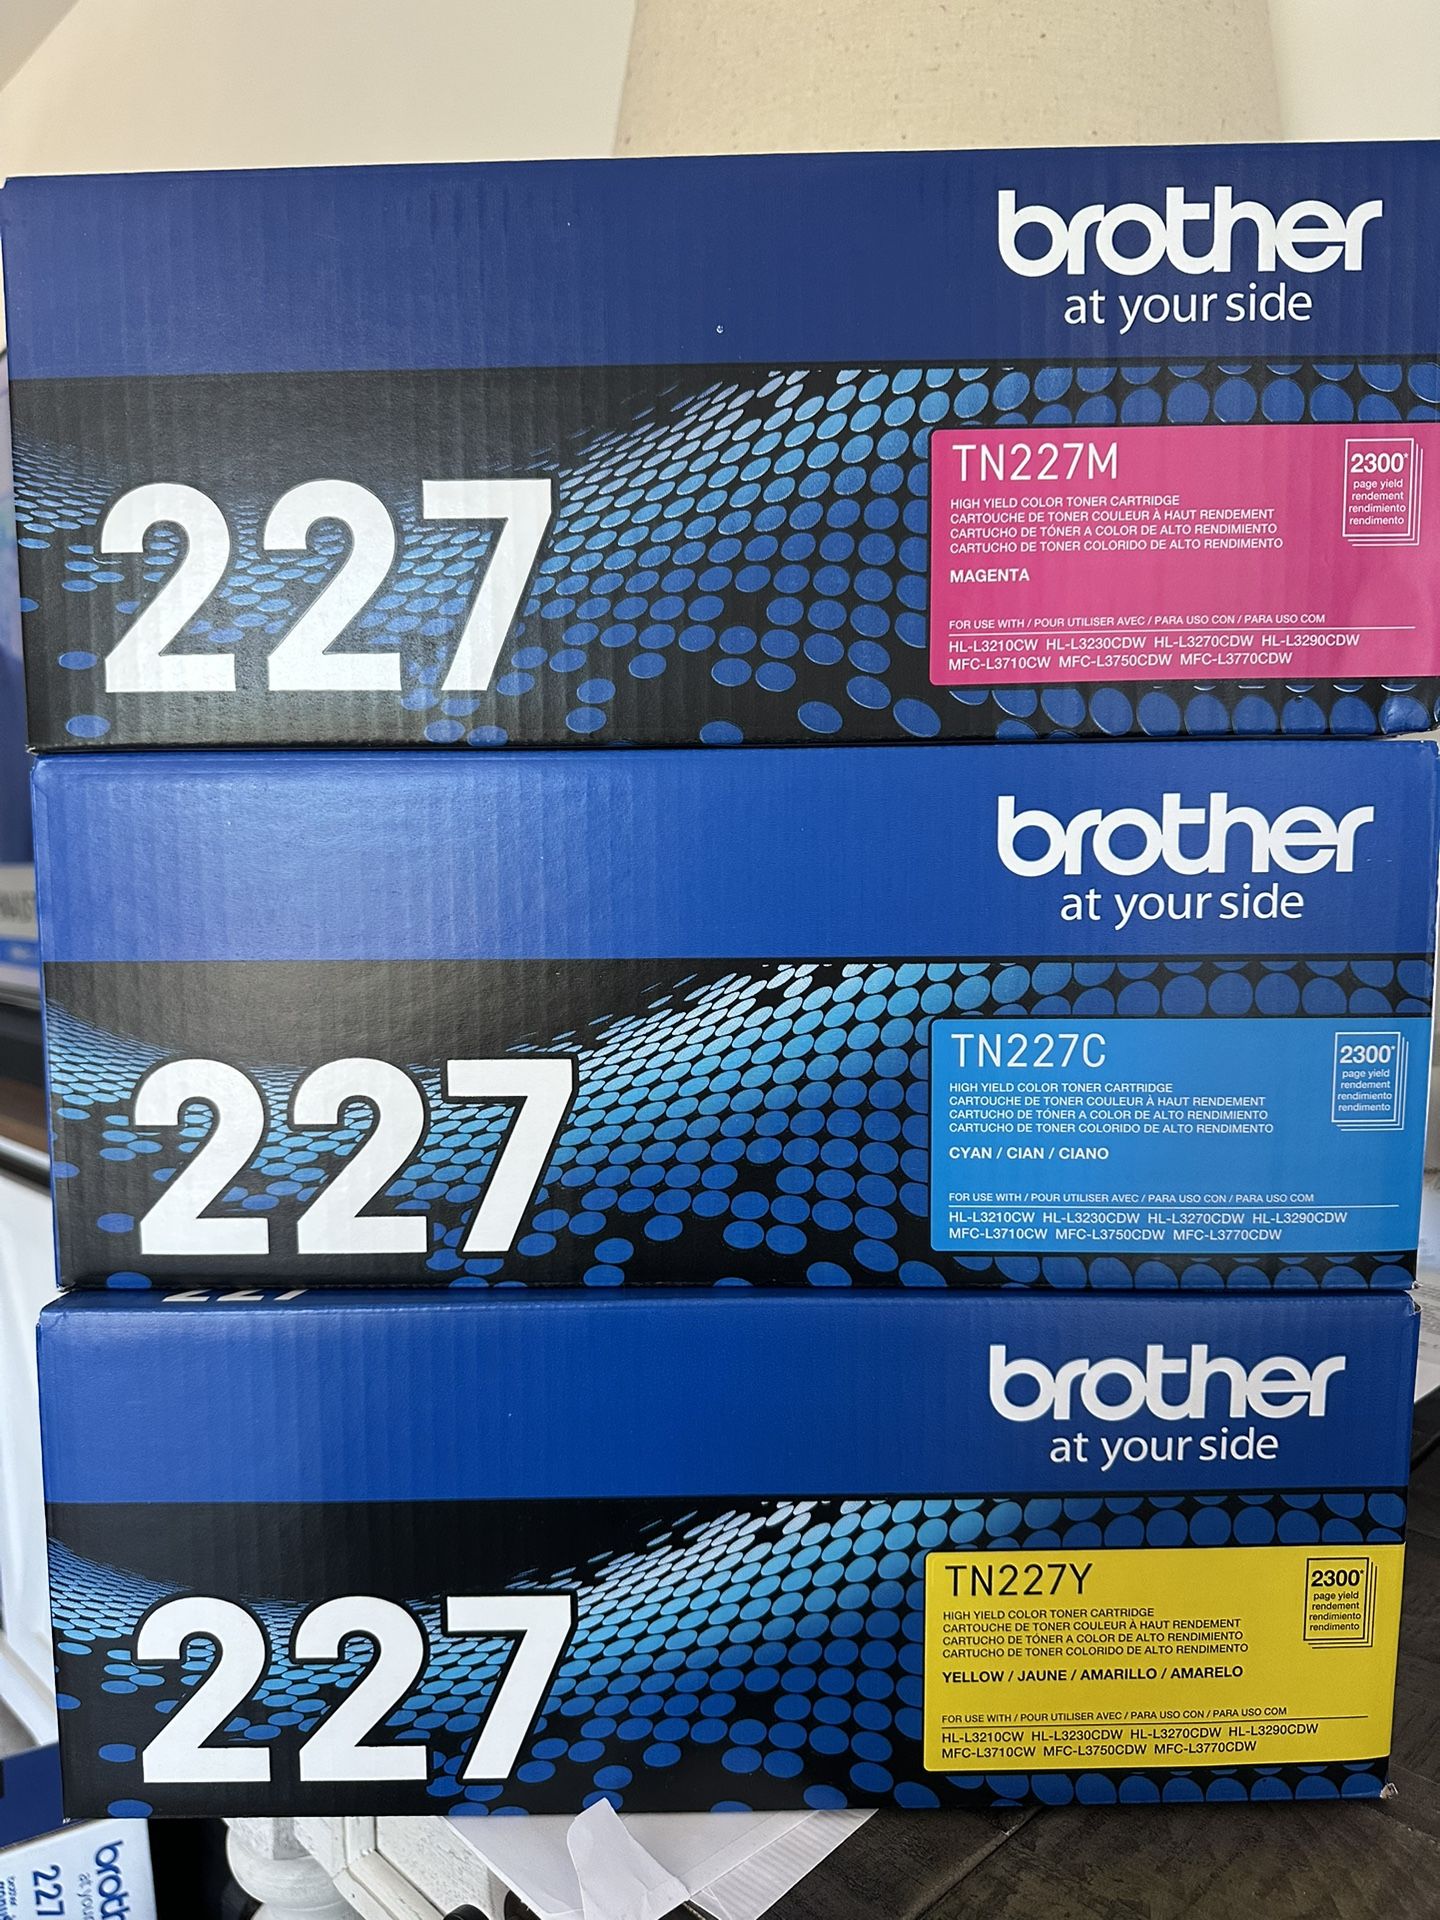 brother
at your side
227
TN227M
2300*
page yield
rendement
rendimiento
rendimento
HIGH YIELD COLOR TONER CARTRIDGE
CARTOUCHE DE TONER COULEUR À HAUT RENDEMENT
CARTUCHO DE TÓNER A COLOR DE ALTO RENDIMIENTO
CARTUCHO DE TONER COLORIDO DE ALTO RENDIMENTO
MAGENTA
FOR USE WITH / POUR UTILISER AVEC / PARA USO CON / PARA USO COM
HL-L3210CW HL-L3230CDW HL-L3270CDW HL-L3290CDW
MFC-L3710CW MFC-L3750CDW MFC-L3770CDW
brother
at your side
227
TN227C
2300*
page yield
rendement
rendimiento
rendimento
HIGH YIELD COLOR TONER CARTRIDGE
CARTOUCHE DE TONER COULEUR À HAUT RENDEMENT
CARTUCHO DE TÓNER A COLOR DE ALTO RENDIMIENTO
CARTUCHO DE TONER COLORIDO DE ALTO RENDIMENTO
CYAN / CIAN / CIANO
FOR USE WITH / POUR UTILISER AVEC / PARA USO CON / PARA USO COM
HL-L3210CW HL-L3230CDW HL-L3270CDW HL-L3290CDW
MFC-L3710CW MFC-L3750CDW MFC-L3770CDW
227
brother
at your side
227
TN227Y
2300*
page yield
rendement
rendimiento
rendimento
HIGH YIELD COLOR TONER CARTRIDGE
CARTOUCHE DE TONER COULEUR À HAUT RENDEMENT
CARTUCHO DE TÓNER A COLOR DE ALTO RENDIMIENTO
CARTUCHO DE TONER COLORIDO DE ALTO RENDIMENTO
YELLOW / JAUNE / AMARILLO / AMARELO
FOR USE WITH / POUR UTILISER AVEC / PARA USO CON / PARA USO COM
HL-L3210CW HL-L3230CDW HL-L3270CDW HL-L3290CDW
MFC-L3710CW MFC-L3750CDW MFC-L3770CDW
broth
at your
227